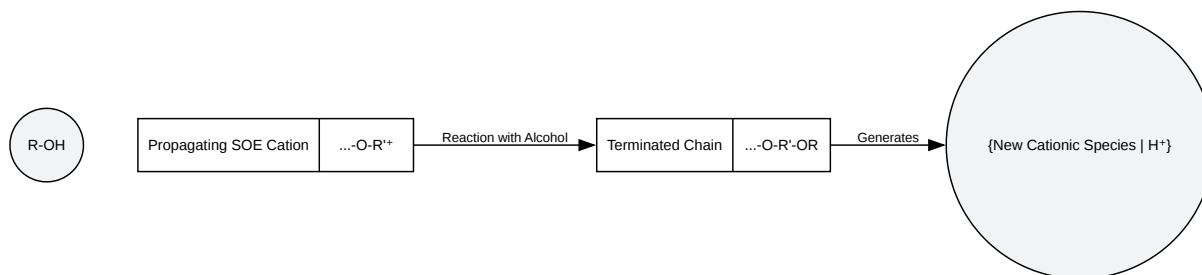 R-OH
Propagating SOE Cation
...-O-R'⁺
Reaction with Alcohol
Terminated Chain
...-O-R'-OR
Generates
{New Cationic Species | H⁺}